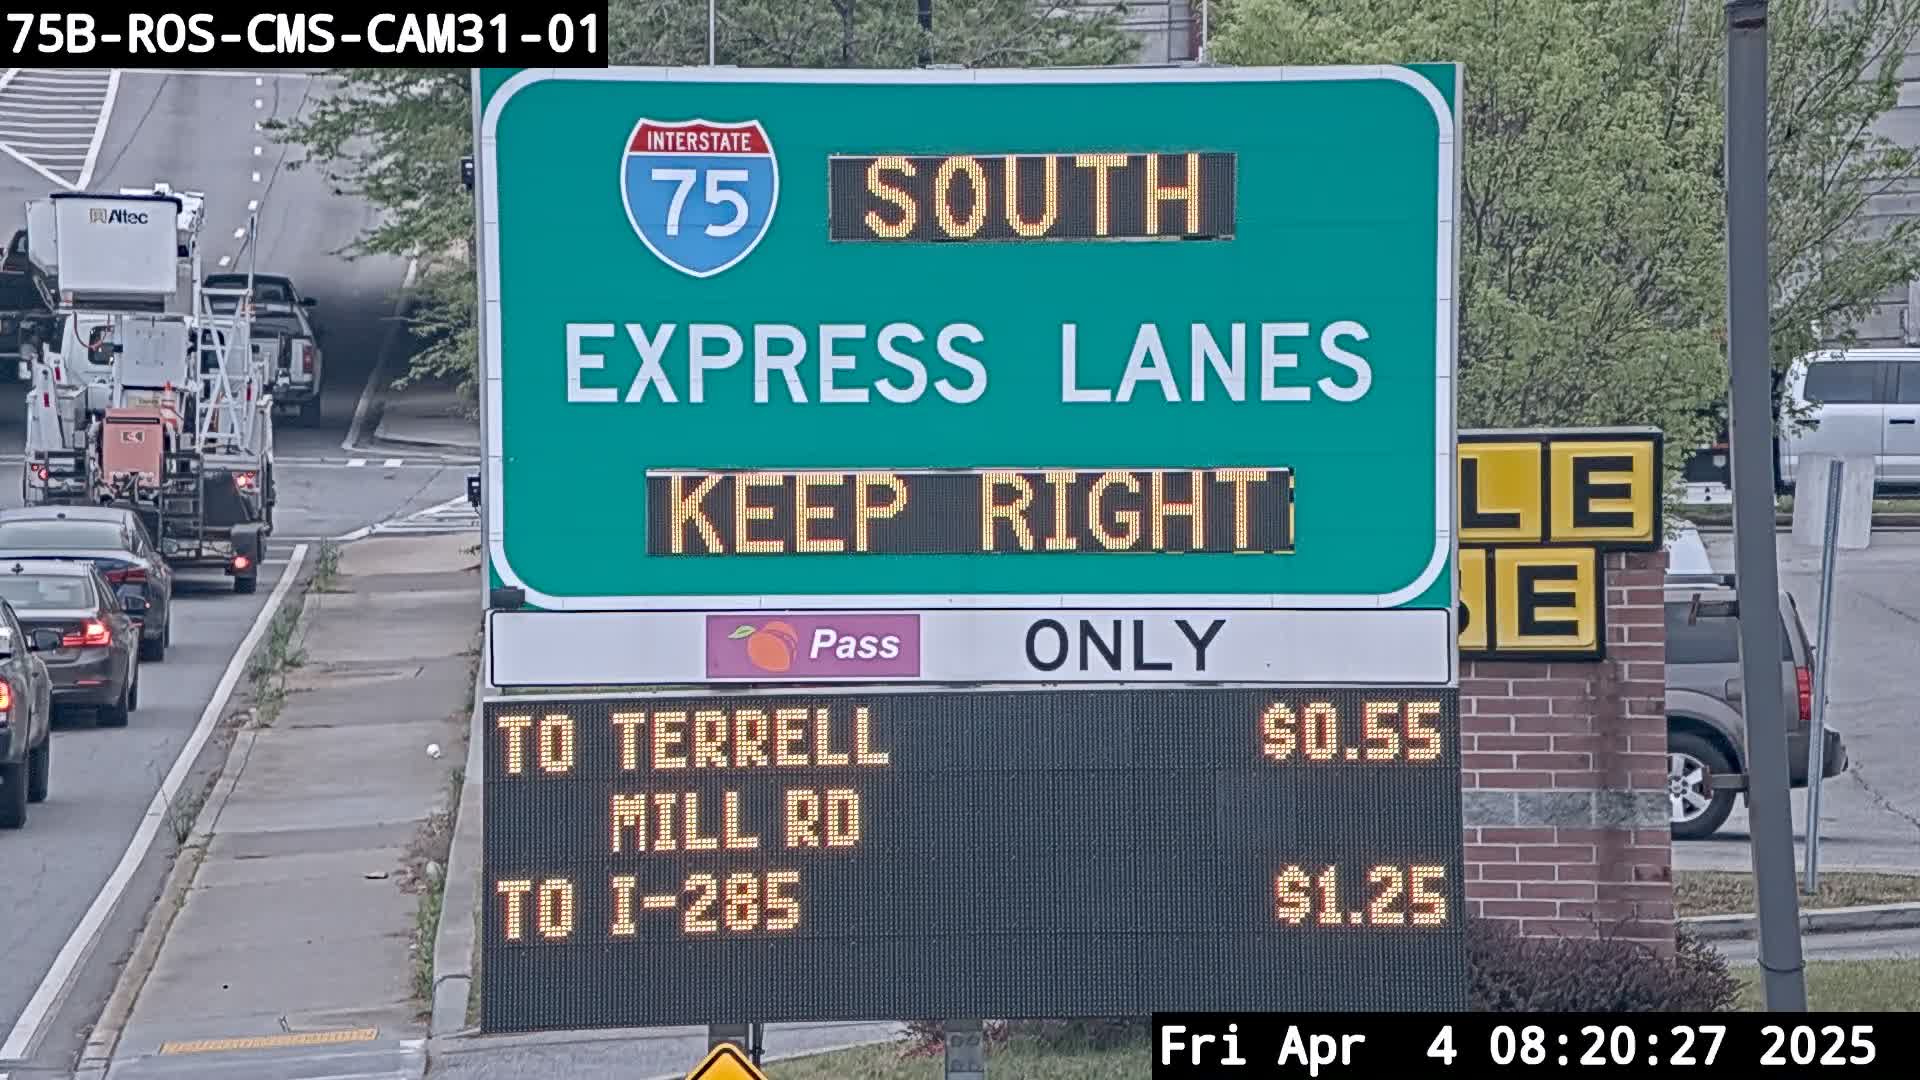 75B-ROS-CMS-CAM31-01
INTERSTATE
75
SOUTH
EXPRESS LANES
KEEP RIGHT
Pass ONLY
TO TERRELL $0.55
MILL RD
TO I-285 $1.25
Altec
LE
E
Fri Apr 4 08:20:27 2025